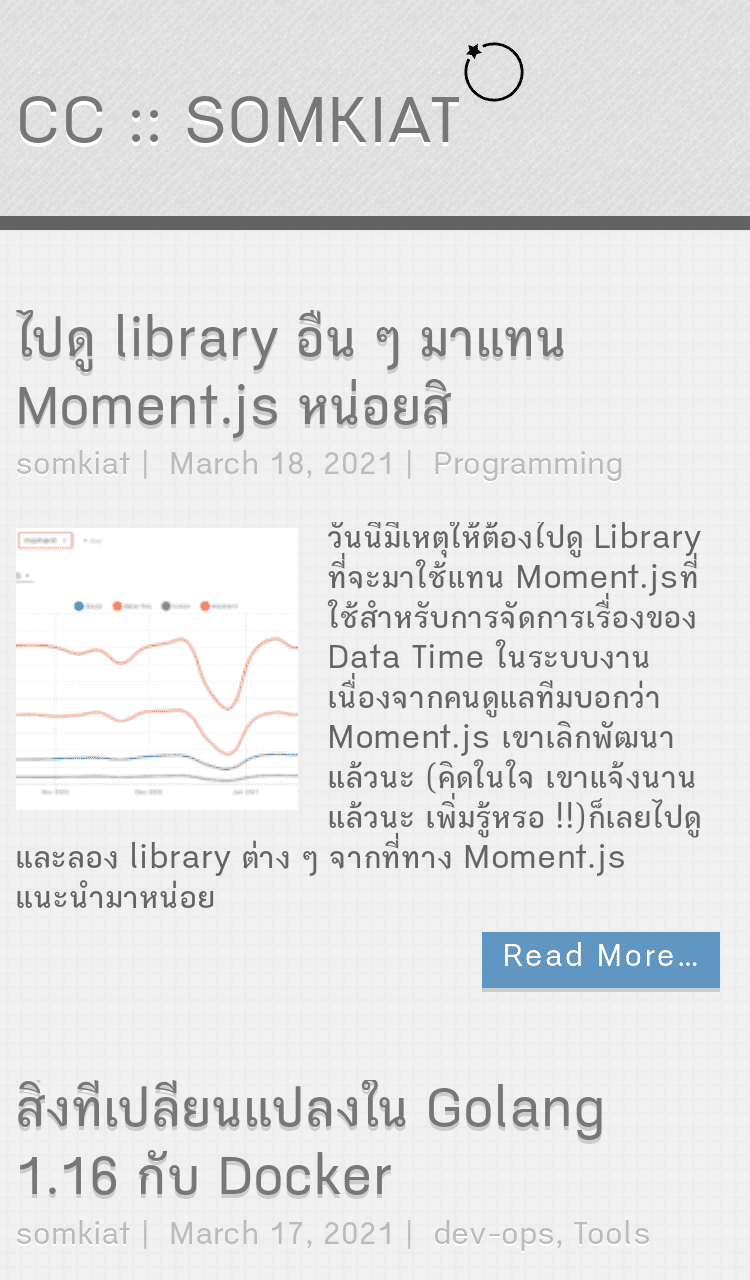 CC :: SOMKIAT
ไปดู library อื่น ๆ มาแทน
Moment.js หน่อยสิ
somkiat | March 18, 2021 | Programming
moment
วันนี้มีเหตุให้ต้องไปดู Library
ที่จะมาใช้แทน Moment.jsที่
ใช้สำหรับการจัดการเรื่องของ
Data Time ในระบบงาน
เนื่องจากคนดูแลทีมบอกว่า
Moment.js เขาเลิกพัฒนา
แล้วนะ (คิดในใจ เขาแจ้งนาน
แล้วนะ เพิ่มรู้หรอ !!)ก็เลยไปดู
และลอง library ต่าง ๆ จากที่ทาง Moment.js
แนะนำมาหน่อย
Read More…
สิ่งที่เปลี่ยนแปลงใน Golang
1.16 กับ Docker
somkiat | March 17, 2021 | dev-ops, Tools